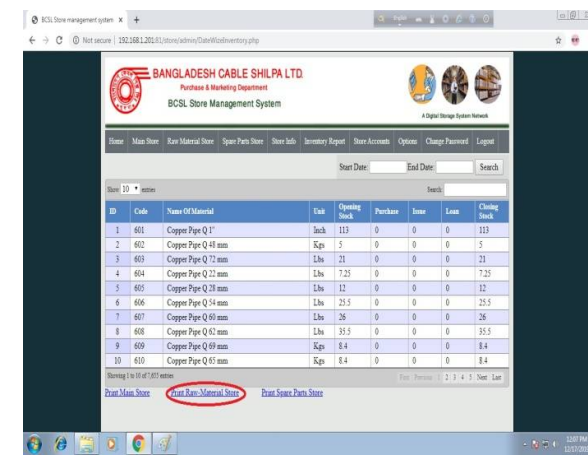 BCSL Store management system
Not secure | 192.168.1.201:81/store/admin/DateWizeInventory.php
BANGLADESH CABLE SHILPA LTD.
Purchase & Marketing Department
BCSL Store Management System
A Digital Storage System Network
Home Main Store Raw Material Store Spare Parts Store Store Info Inventory Report Store Accounts Options Change Password Logout
Start Date: End Date: Search
Show 10 entries Search:
ID Code Name Of Material Unit Opening Stock Purchase Issue Loan Closing Stock
1 601 Copper Pipe Q 1" Inch 113 0 0 0 113
2 602 Copper Pipe Q 48 mm Kgs 5 0 0 0 5
3 603 Copper Pipe Q 72 mm Lbs 21 0 0 0 21
4 604 Copper Pipe Q 22 mm Lbs 7.25 0 0 0 7.25
5 605 Copper Pipe Q 28 mm Lbs 12 0 0 0 12
6 606 Copper Pipe Q 54 mm Lbs 25.5 0 0 0 25.5
7 607 Copper Pipe Q 60 mm Lbs 26 0 0 0 26
8 608 Copper Pipe Q 62 mm Lbs 35.5 0 0 0 35.5
9 609 Copper Pipe Q 69 mm Kgs 8.4 0 0 0 8.4
10 610 Copper Pipe Q 65 mm Kgs 8.4 0 0 0 8.4
Showing 1 to 10 of 7,655 entries First Previous 1 2 3 4 5 Next Last
Print Main Store Print Raw-Material Store Print Spare Parts Store
12:07 PM